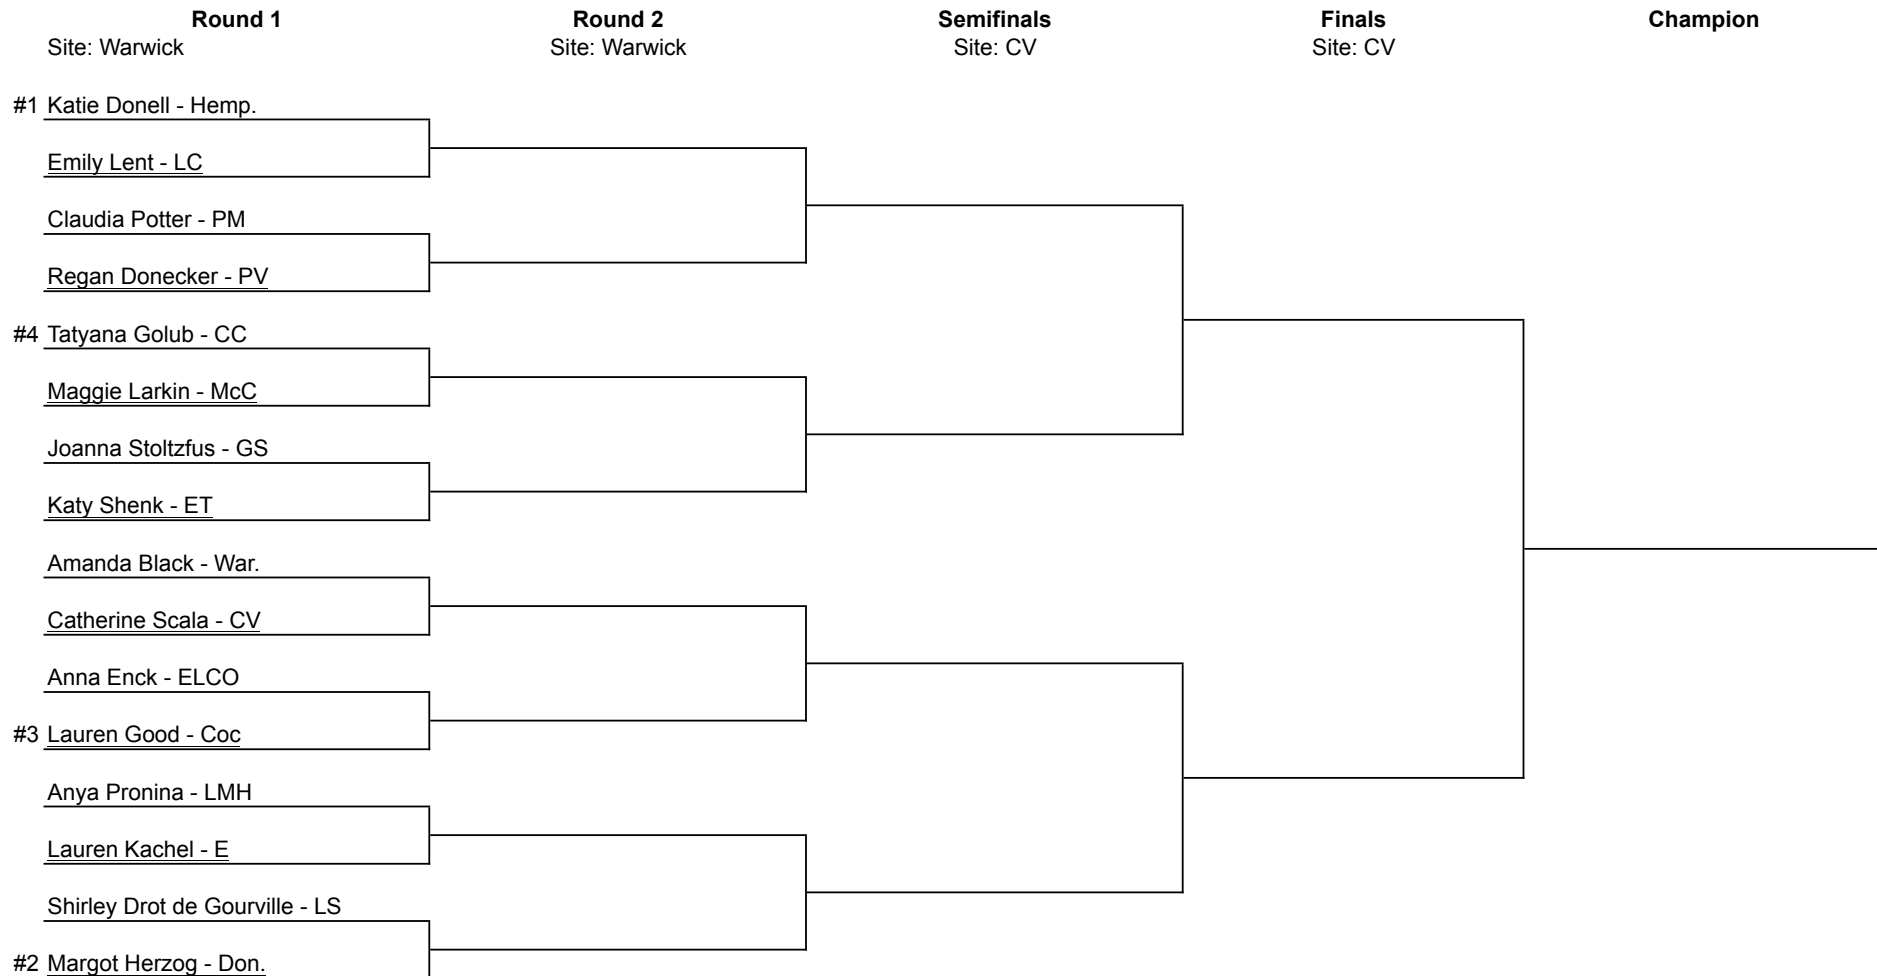 Round 1 Round 2 Semifinals Finals Champion
Site: Warwick Site: Warwick Site: CV Site: CV
#1 Katie Donell - Hemp.
Emily Lent - LC
Claudia Potter - PM
Regan Donecker - PV
#4 Tatyana Golub - CC
Maggie Larkin - McC
Joanna Stoltzfus - GS
Katy Shenk - ET
Amanda Black - War.
Catherine Scala - CV
Anna Enck - ELCO
#3 Lauren Good - Coc
Anya Pronina - LMH
Lauren Kachel - E
Shirley Drot de Gourville - LS
#2 Margot Herzog - Don.